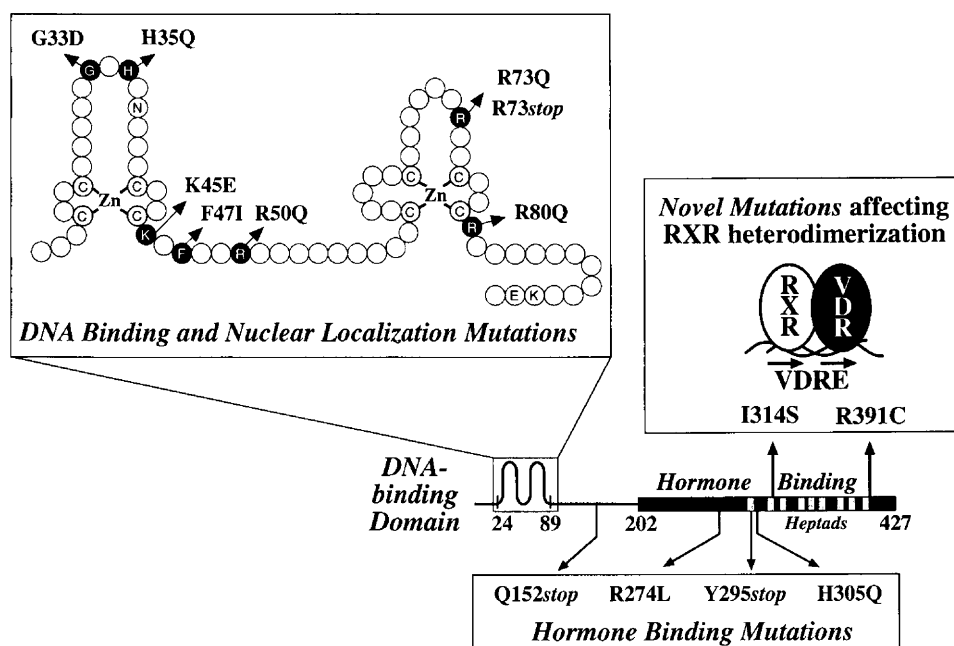 G33D H35Q
G H
N
R73Q
R73stop
R
C C
Zn
C C
K45E
F47I R50Q
K
F R
C C
Zn
C C
R
R80Q
E K
DNA Binding and Nuclear Localization Mutations
Novel Mutations affecting
RXR heterodimerization
RXR VDR
VDRE
I314S R391C
DNA-
binding
Domain
24 89
Hormone Binding
202 Heptads 427
Q152stop R274L Y295stop H305Q
Hormone Binding Mutations